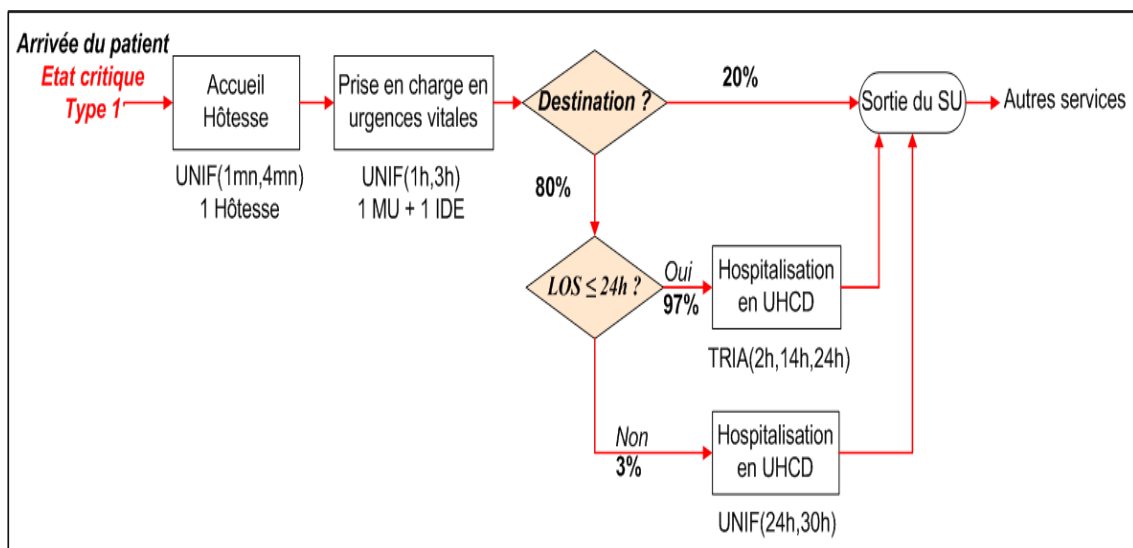 Arrivée du patient
Etat critique
Type 1
Accueil
Hôtesse
UNIF(1mn,4mn)
1 Hôtesse
Prise en charge en
urgences vitales
UNIF(1h,3h)
1 MU + 1 IDE
Destination ?
20%
Sortie du SU
Autres services
80%
LOS ≤ 24h ?
Oui
97%
Hospitalisation
en UHCD
TRIA(2h,14h,24h)
Non
3%
Hospitalisation
en UHCD
UNIF(24h,30h)